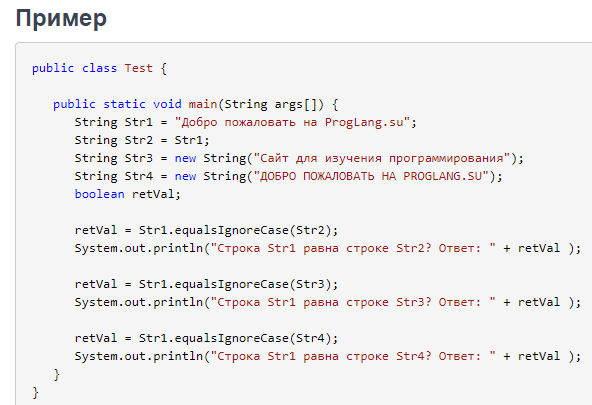 Пример
public class Test {
public static void main(String args[]) {
String Str1 = "Добро пожаловать на ProgLang.su";
String Str2 = Str1;
String Str3 = new String("Сайт для изучения программирования");
String Str4 = new String("ДОБРО ПОЖАЛОВАТЬ НА PROGLANG.SU");
boolean retVal;
retVal = Str1.equalsIgnoreCase(Str2);
System.out.println("Строка Str1 равна строке Str2? Ответ: " + retVal );
retVal = Str1.equalsIgnoreCase(Str3);
System.out.println("Строка Str1 равна строке Str3? Ответ: " + retVal );
retVal = Str1.equalsIgnoreCase(Str4);
System.out.println("Строка Str1 равна строке Str4? Ответ: " + retVal );
}
}